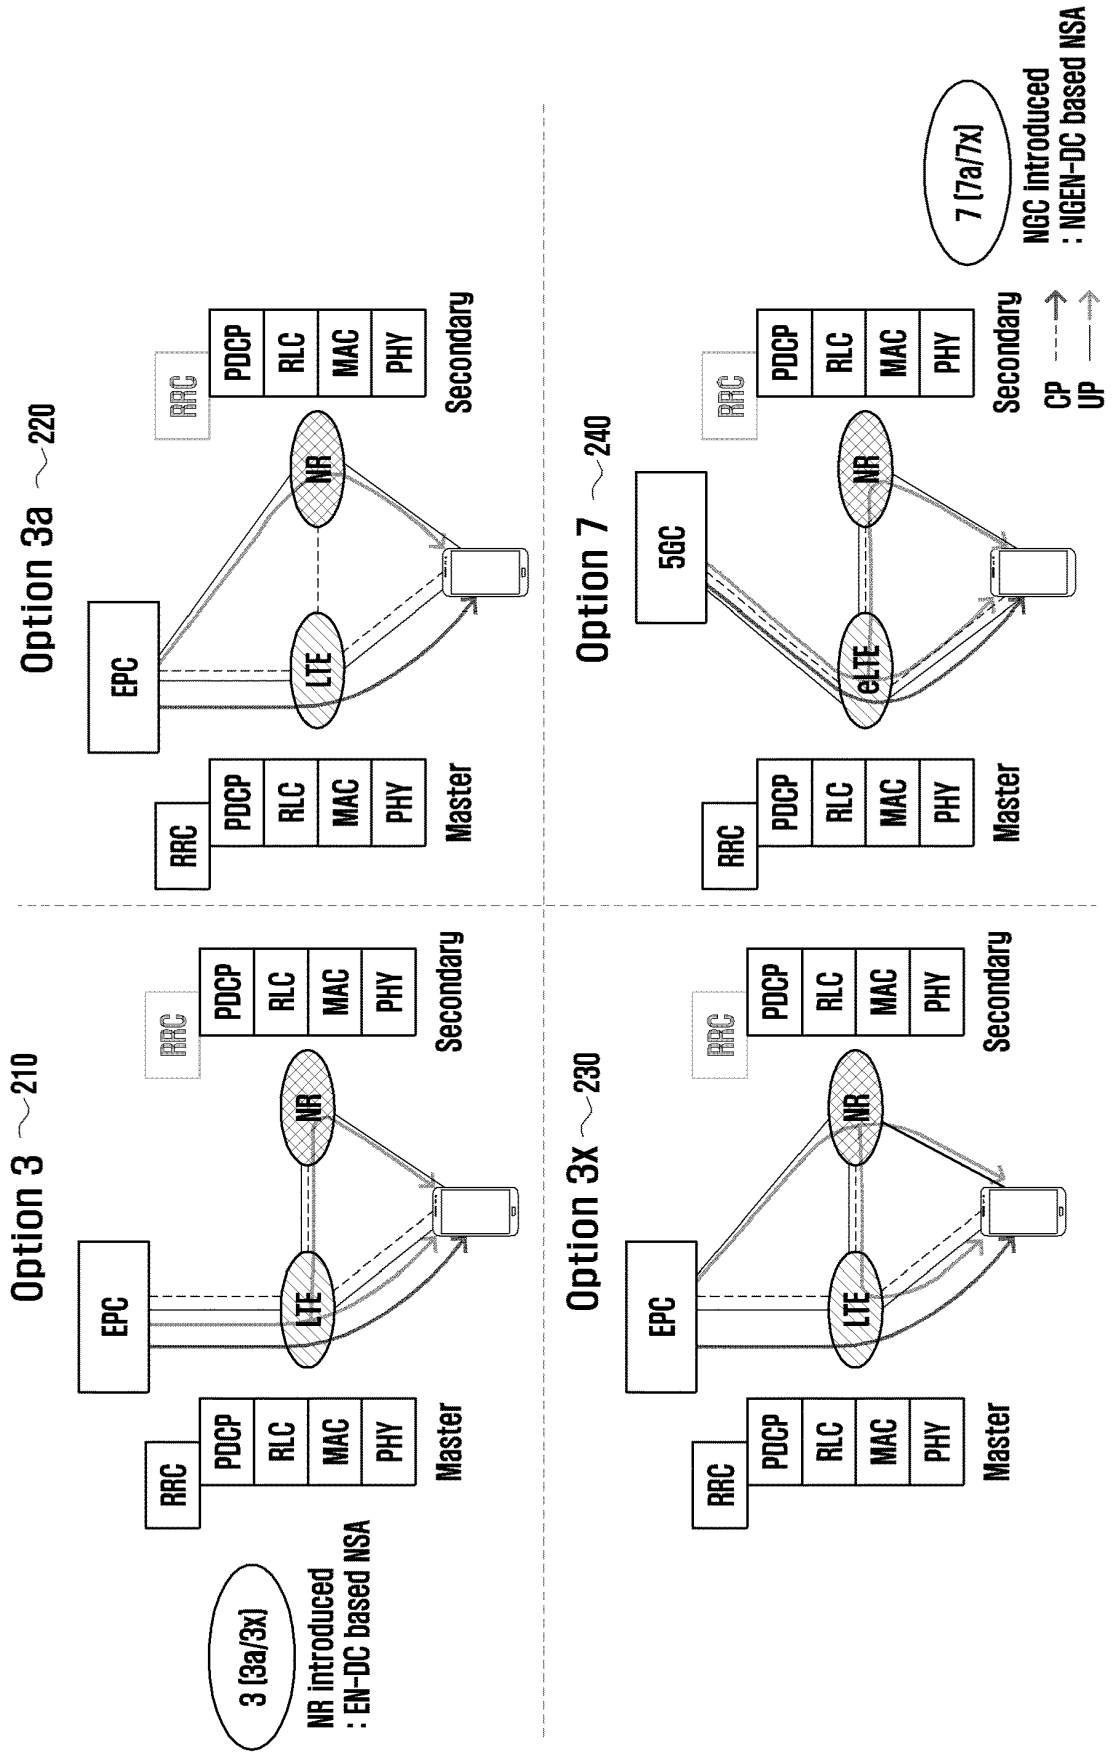 Option 3 ~210
3 (3a/3x)
NR introduced
: EN-DC based NSA
EPC
RRC
PDCP
RLC
MAC
PHY
Master
LTE
NR
RRC
PDCP
RLC
MAC
PHY
Secondary
Option 3a ~220
EPC
RRC
PDCP
RLC
MAC
PHY
Master
LTE
NR
RRC
PDCP
RLC
MAC
PHY
Secondary
Option 3x ~230
EPC
RRC
PDCP
RLC
MAC
PHY
Master
LTE
NR
RRC
PDCP
RLC
MAC
PHY
Secondary
Option 7 ~240
5GC
RRC
PDCP
RLC
MAC
PHY
Master
eLTE
NR
RRC
PDCP
RLC
MAC
PHY
Secondary
7 (7a/7x)
NGC introduced
: NGEN-DC based NSA
CP
UP